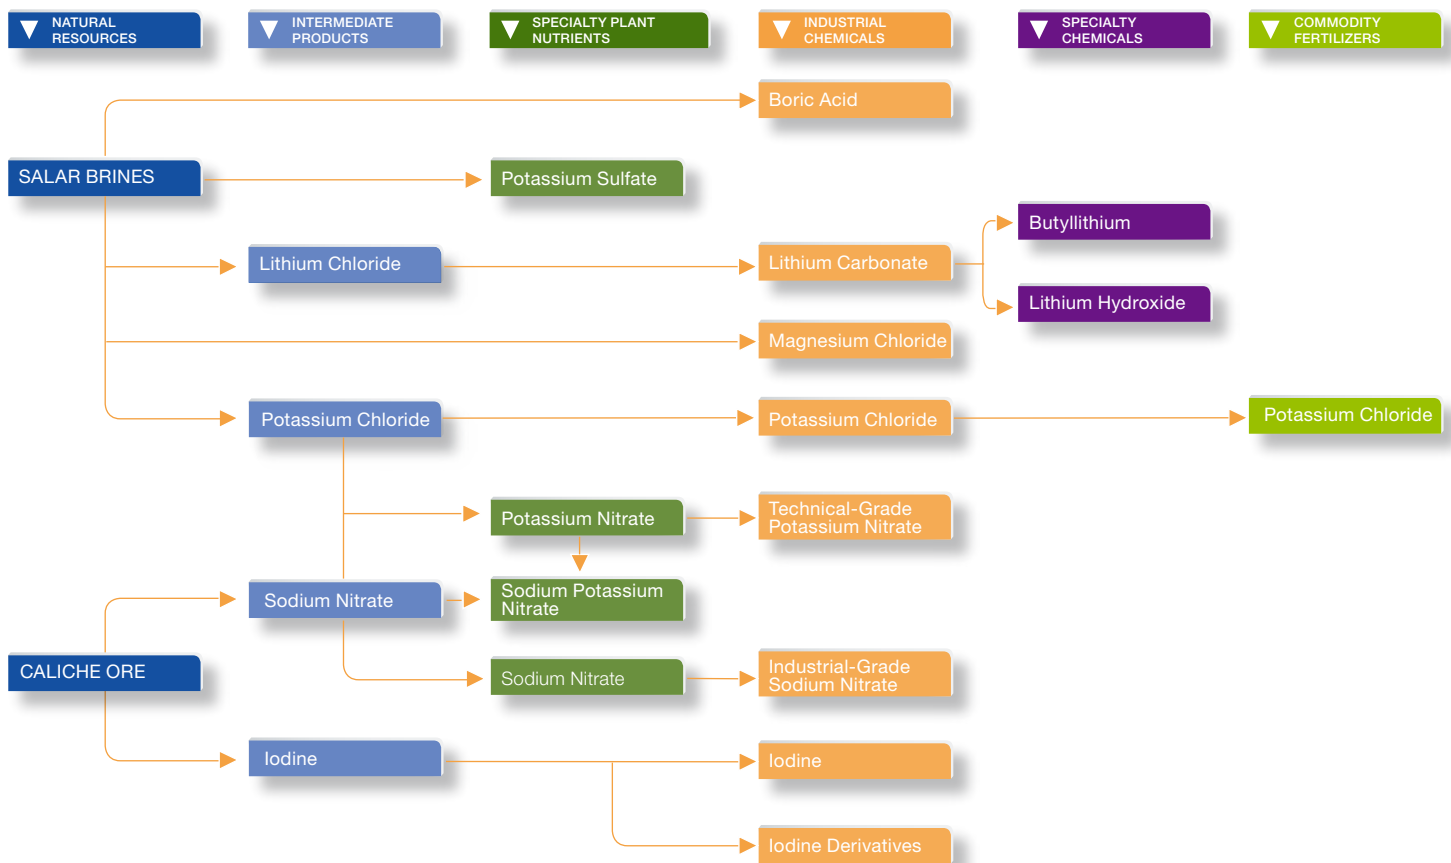 NATURAL
RESOURCES
INTERMEDIATE
PRODUCTS
SPECIALTY PLANT
NUTRIENTS
INDUSTRIAL
CHEMICALS
SPECIALTY
CHEMICALS
COMMODITY
FERTILIZERS
Boric Acid
SALAR BRINES
Potassium Sulfate
Butyllithium
Lithium Chloride
Lithium Carbonate
Lithium Hydroxide
Magnesium Chloride
Potassium Chloride
Potassium Chloride
Potassium Chloride
Potassium Nitrate
Technical-Grade
Potassium Nitrate
Sodium Nitrate
Sodium Potassium
Nitrate
CALICHE ORE
Sodium Nitrate
Industrial-Grade
Sodium Nitrate
Iodine
Iodine
Iodine Derivatives